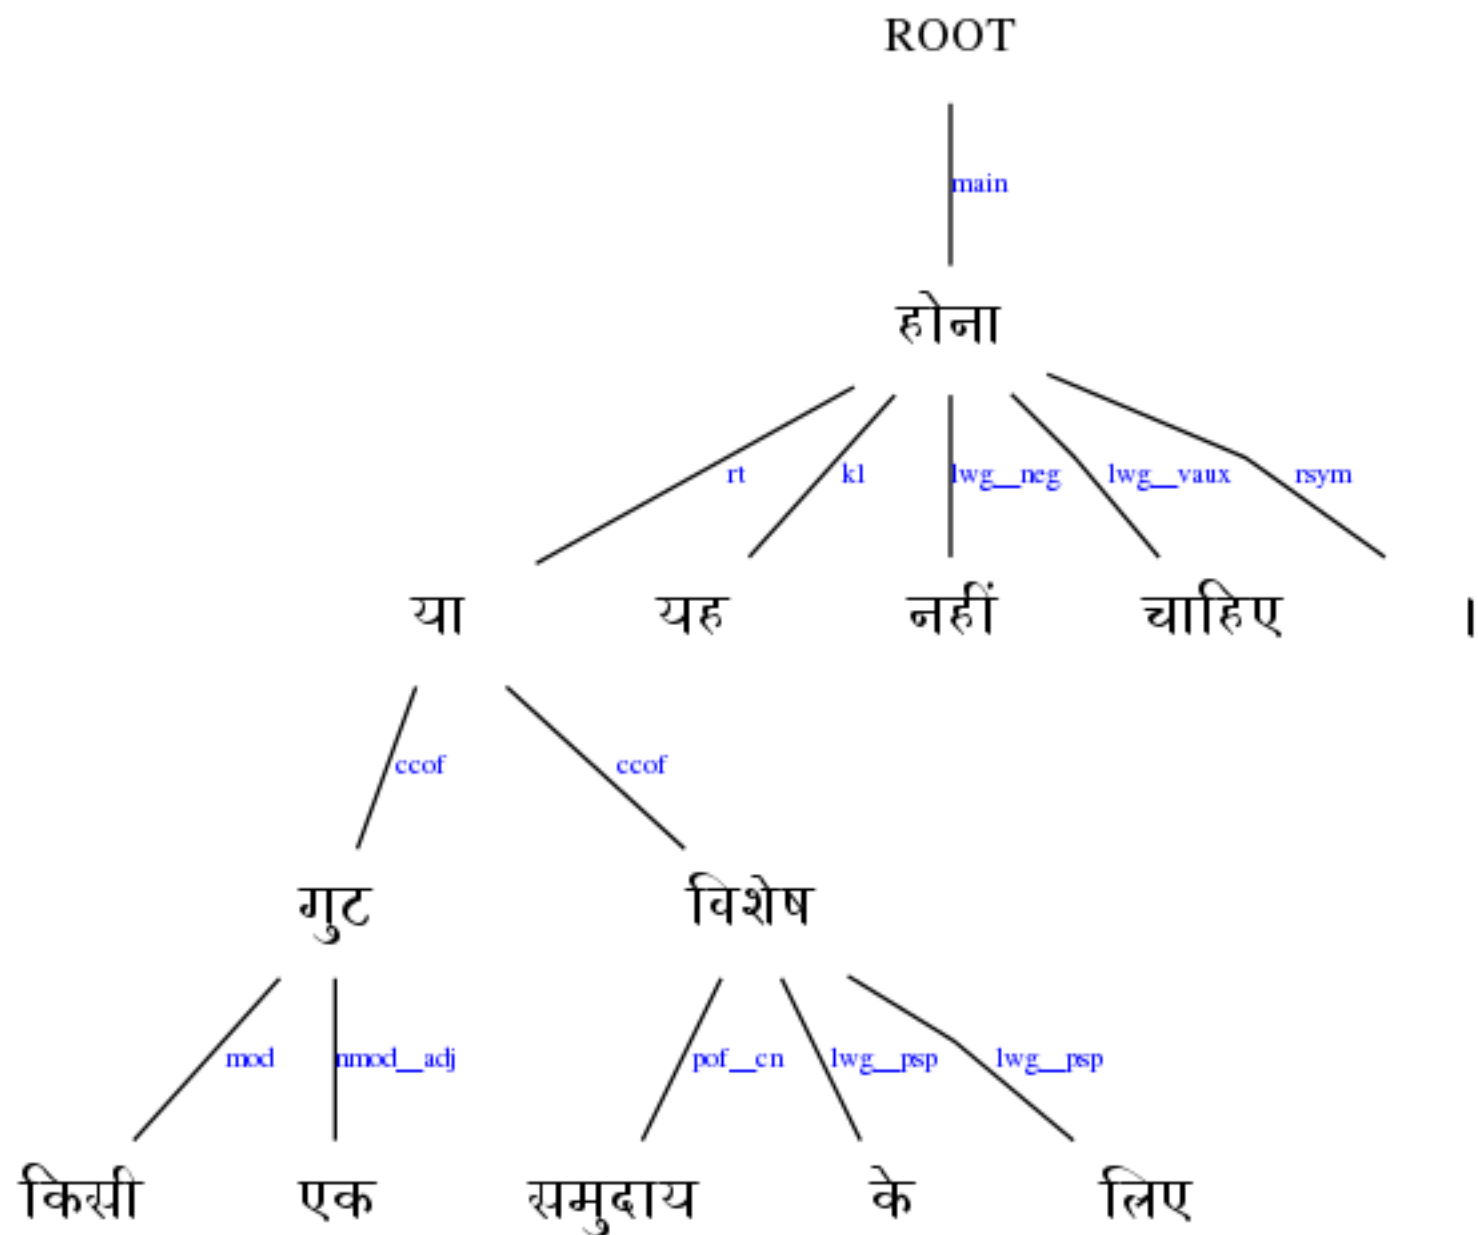 ROOT
main
होना
rt k1 lwg__neg lwg__vaux rsym
या यह नहीं चाहिए ।
ccof ccof
गुट विशेष
mod nmod__adj pof__cn lwg__psp lwg__psp
किसी एक समुदाय के लिए